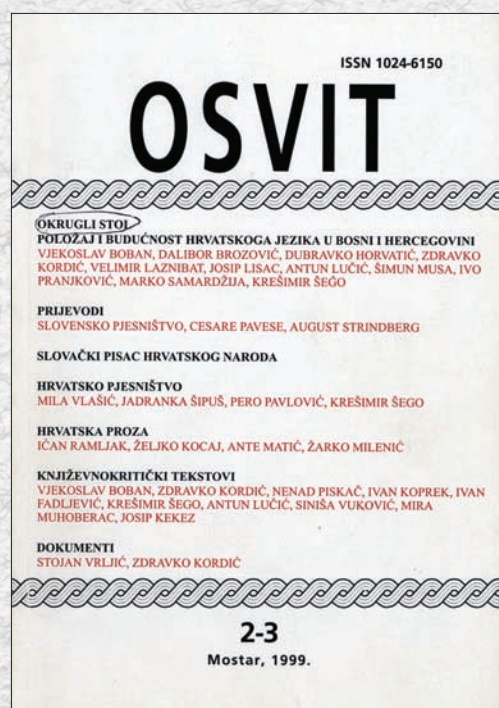 ISSN 1024-6150
OSVIT
OKRUGLI STOL
POLOŽAJ I BUDUĆNOST HRVATSKOGA JEZIKA U BOSNI I HERCEGOVINI
VJEKOSLAV BOBAN, DALIBOR BROZOVIĆ, DUBRAVKO HORVATIĆ, ZDRAVKO
KORDIĆ, VELIMIR LAZNIBAT, JOSIP LISAC, ANTUN LUČIĆ, ŠIMUN MUSA, IVO
PRANJKOVIĆ, MARKO SAMARDŽIJA, KREŠIMIR ŠEGO
PRIJEVODI
SLOVENSKO PJESNIŠTVO, CESARE PAVESE, AUGUST STRINDBERG
SLOVAČKI PISAC HRVATSKOG NARODA
HRVATSKO PJESNIŠTVO
MILA VLAŠIĆ, JADRANKA ŠIPUŠ, PERO PAVLOVIĆ, KREŠIMIR ŠEGO
HRVATSKA PROZA
IĆAN RAMLJAK, ŽELJKO KOCAJ, ANTE MATIĆ, ŽARKO MILENIĆ
KNJIŽEVNOKRITIČKI TEKSTOVI
VJEKOSLAV BOBAN, ZDRAVKO KORDIĆ, NENAD PISKAČ, IVAN KOPREK, IVAN
FADLJEVIĆ, KREŠIMIR ŠEGO, ANTUN LUČIĆ, SINIŠA VUKOVIĆ, MIRA
MUHOBERAC, JOSIP KEKEZ
DOKUMENTI
STOJAN VRLJIĆ, ZDRAVKO KORDIĆ
2-3
Mostar, 1999.